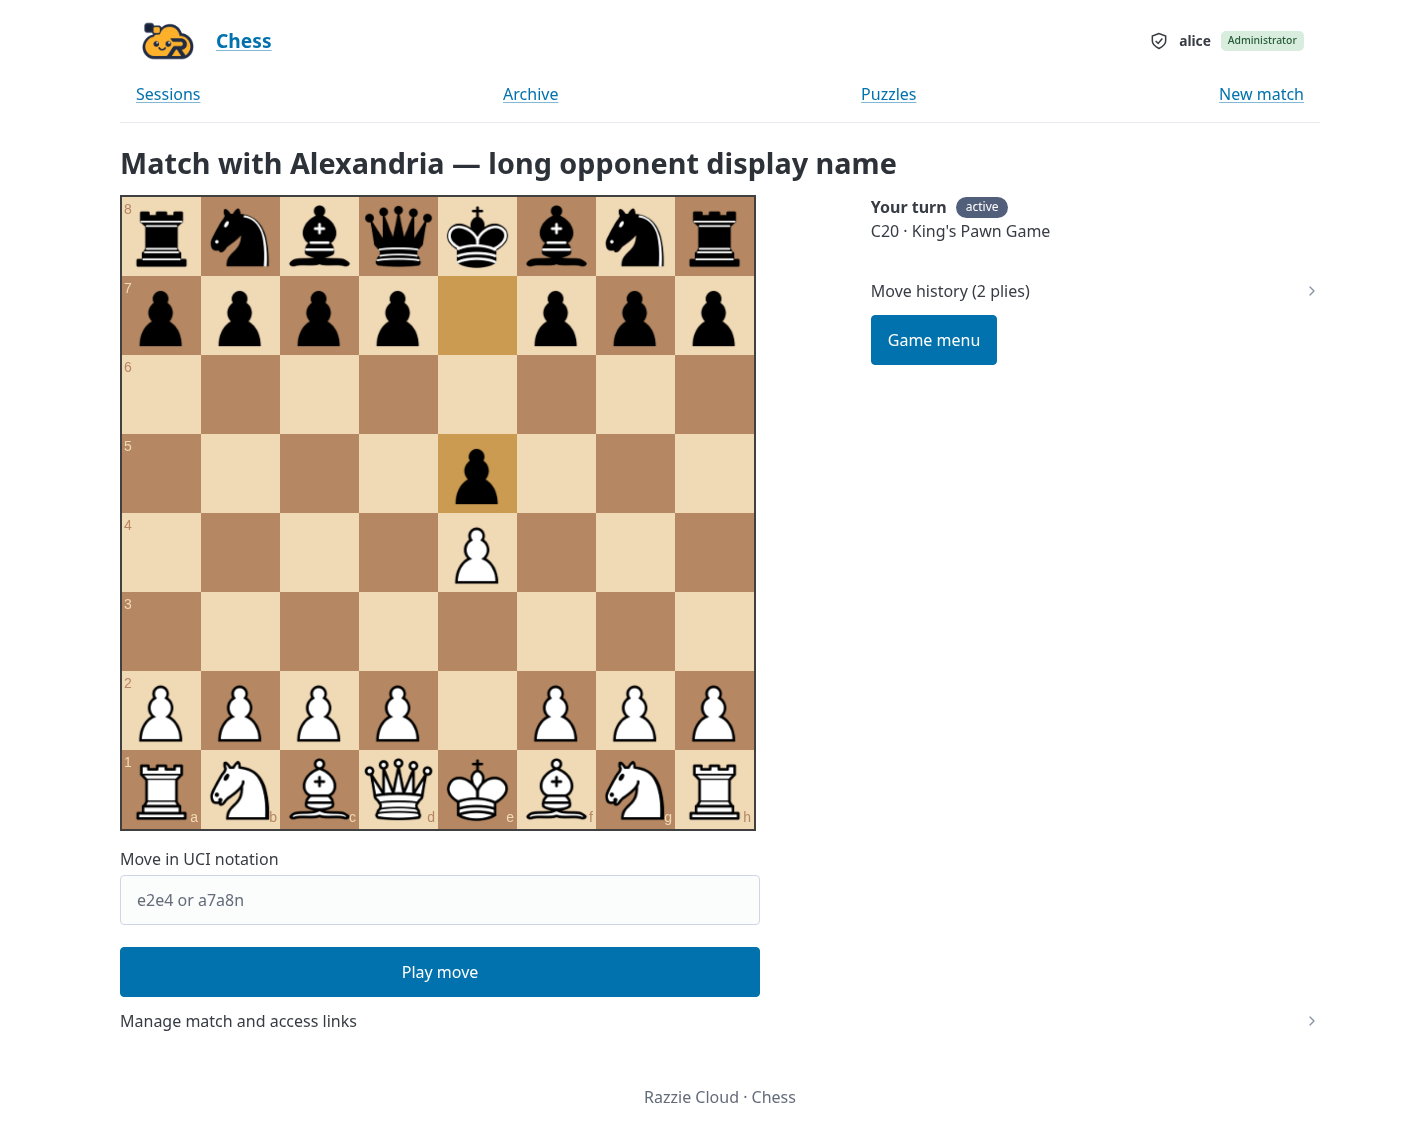 Chess
alice Administrator
Sessions Archive Puzzles New match
Match with Alexandria — long opponent display name
8
7
6
5
4
3
2
1
a b c d e f g h
Your turn active
C20 · King's Pawn Game
Move history (2 plies)
Game menu
Move in UCI notation
e2e4 or a7a8n
Play move
Manage match and access links
Razzie Cloud · Chess